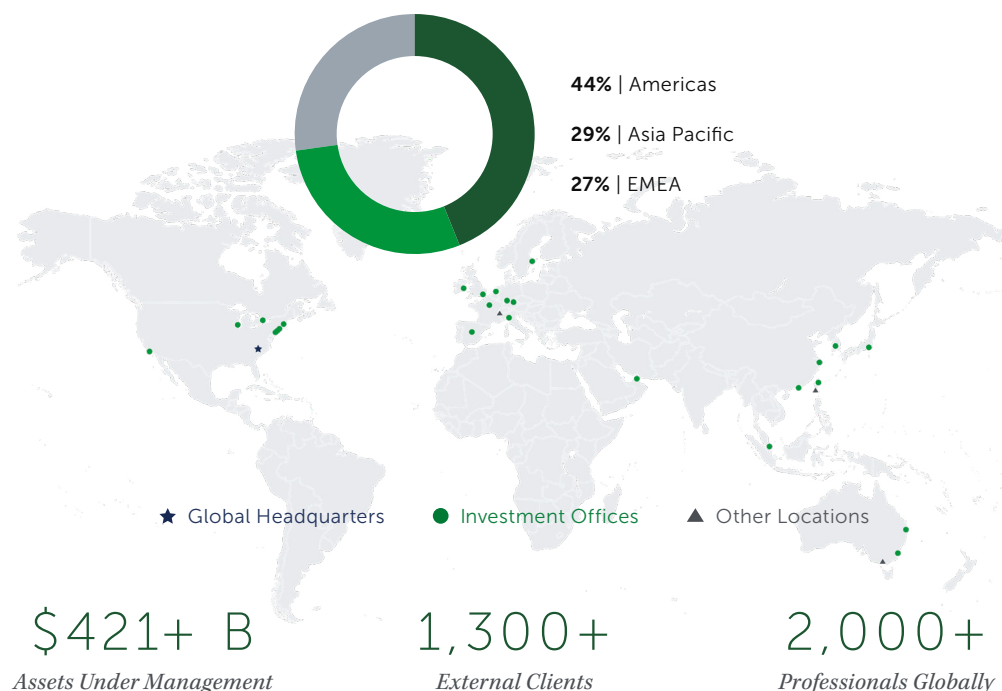 44% | Americas
29% | Asia Pacific
27% | EMEA
Global Headquarters
Investment Offices
Other Locations
$421+ B
1,300+
2,000+
Assets Under Management
External Clients
Professionals Globally